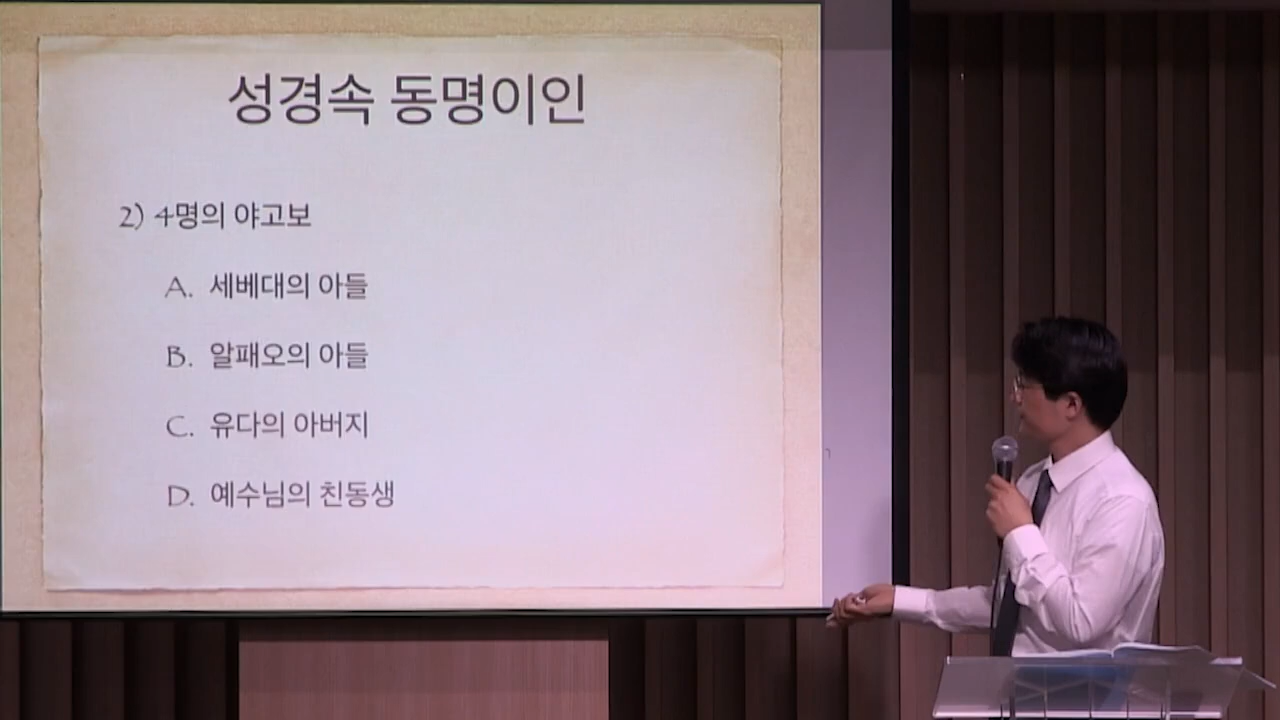 성경속 동명이인
2) 4명의 야고보
A. 세베대의 아들
B. 알패오의 아들
C. 유다의 아버지
D. 예수님의 친동생